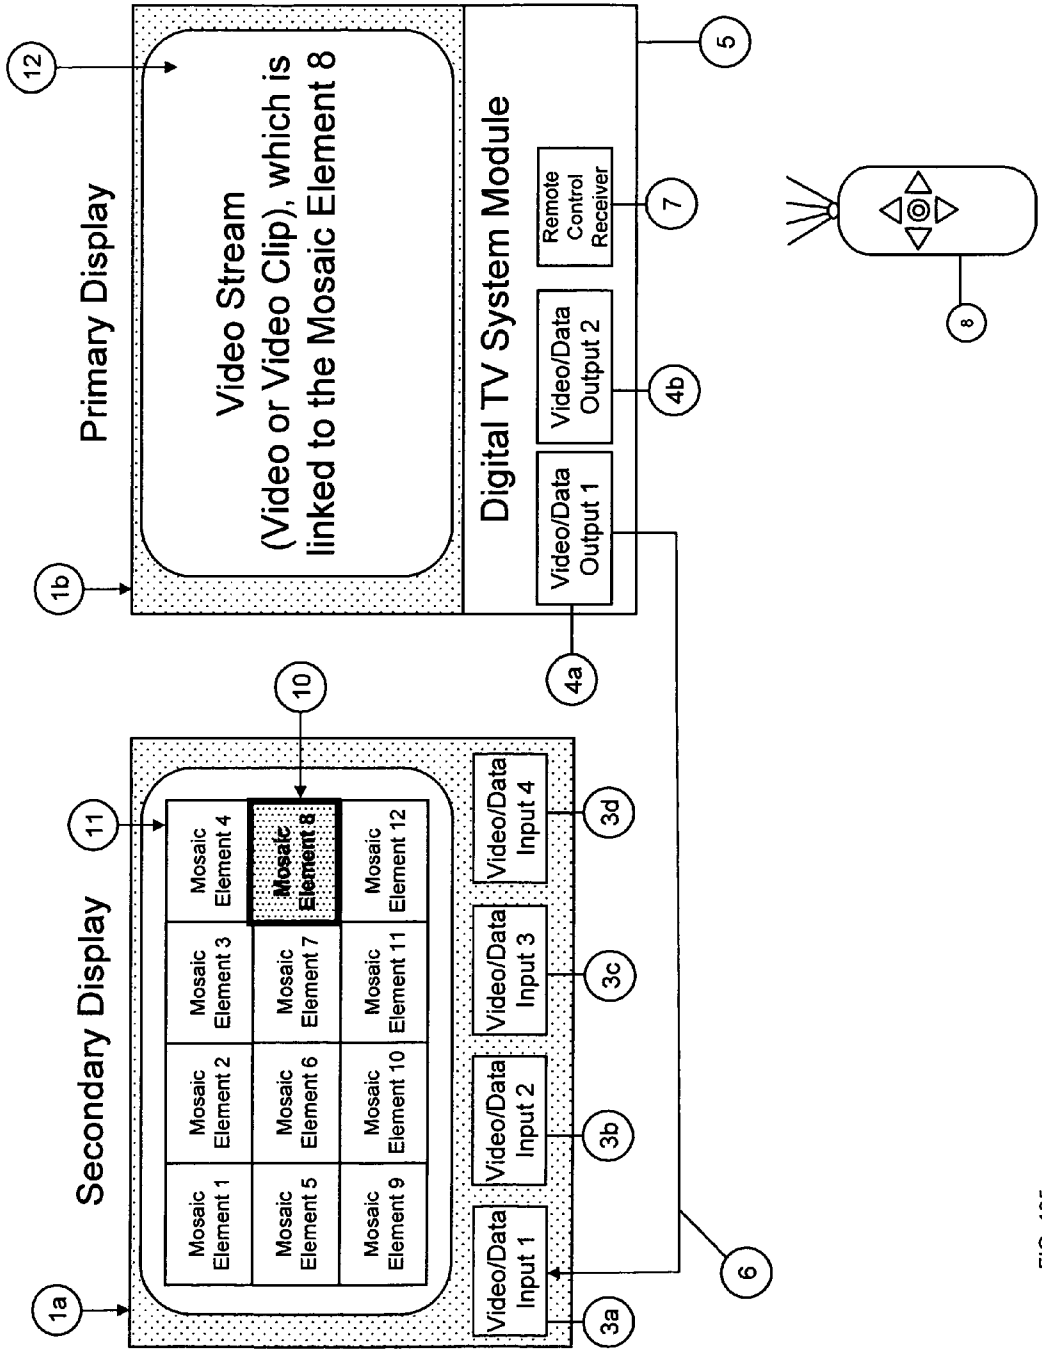 Secondary Display
1a
11
Mosaic
Element 1
Mosaic
Element 2
Mosaic
Element 3
Mosaic
Element 4
Mosaic
Element 5
Mosaic
Element 6
Mosaic
Element 7
Mosaic
Element 8
10
Mosaic
Element 9
Mosaic
Element 10
Mosaic
Element 11
Mosaic
Element 12
Video/Data
Input 1
Video/Data
Input 2
Video/Data
Input 3
Video/Data
Input 4
3a
3b
3c
3d
6
Primary Display
1b
12
Video Stream
(Video or Video Clip), which is
linked to the Mosaic Element 8
Digital TV System Module
Video/Data
Output 1
Video/Data
Output 2
Remote
Control
Receiver
4a
4b
7
5
8